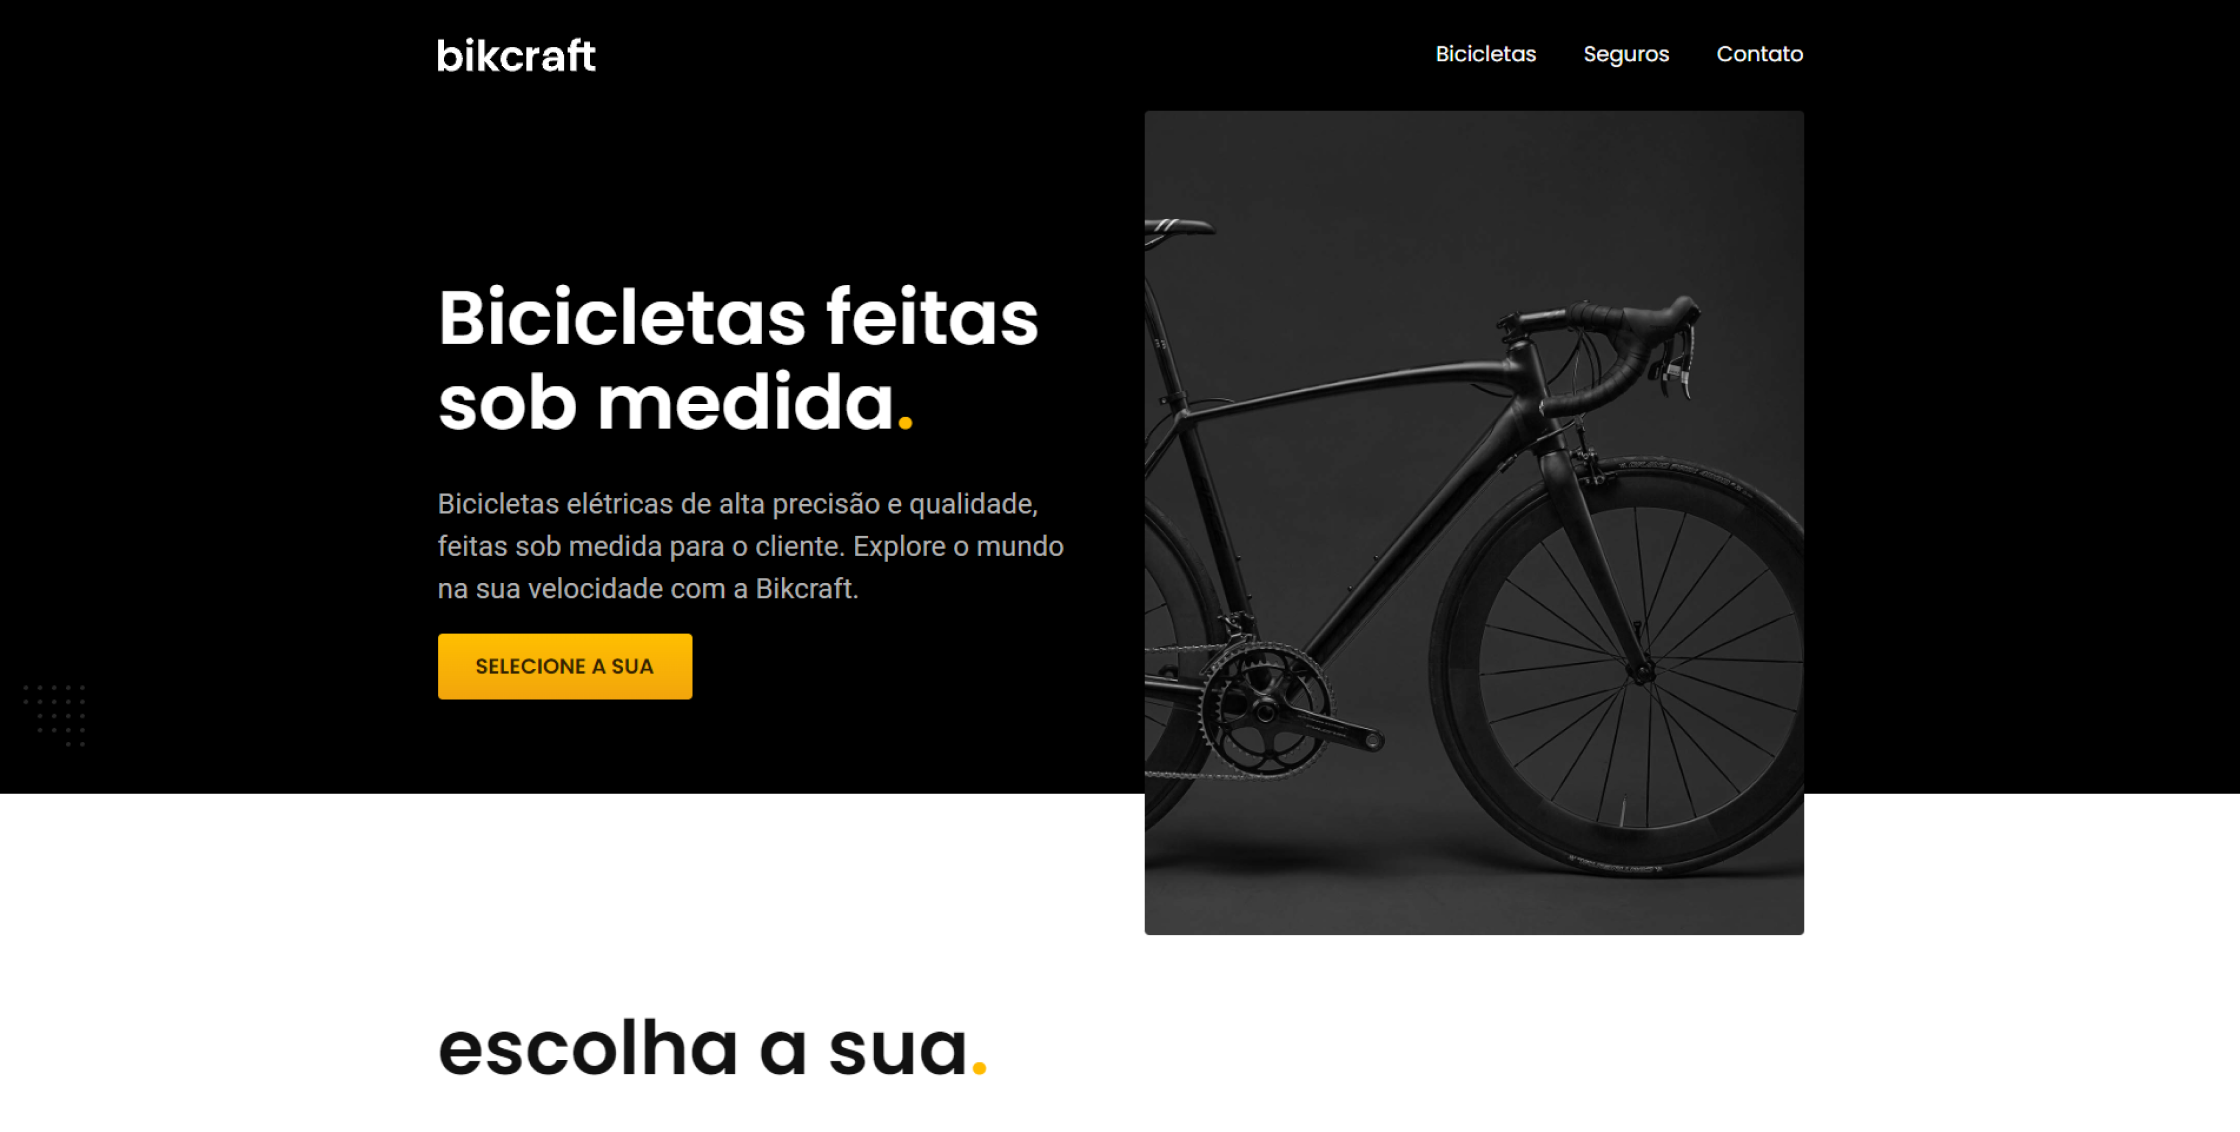 bikcraft
Bicicletas
Seguros
Contato
Bicicletas feitas
sob medida.
Bicicletas elétricas de alta precisão e qualidade,
feitas sob medida para o cliente. Explore o mundo
na sua velocidade com a Bikcraft.
SELECIONE A SUA
escolha a sua.